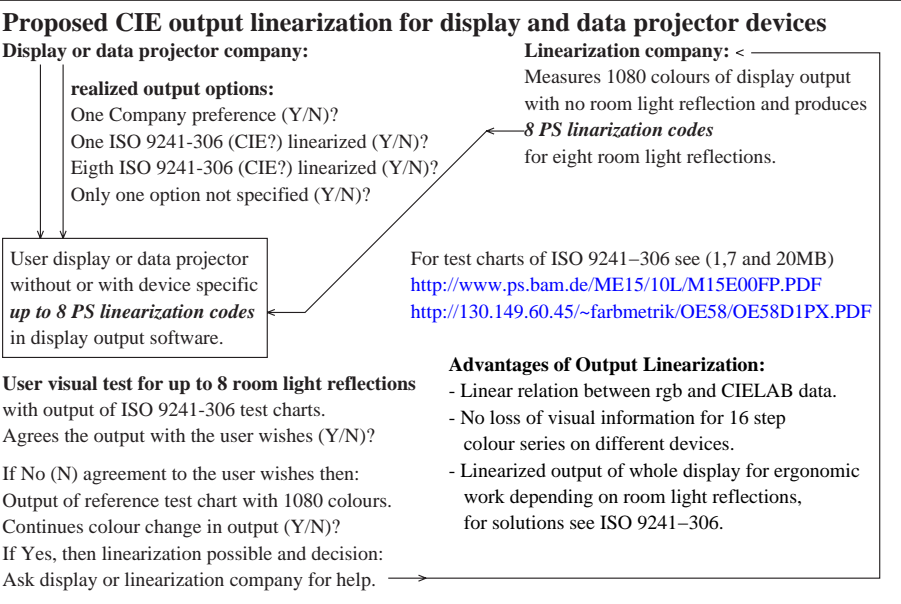 Proposed CIE output linearization for display and data projector devices
Display or data projector company:
realized output options:
One Company preference (Y/N)?
One ISO 9241-306 (CIE?) linearized (Y/N)?
Eigth ISO 9241-306 (CIE?) linearized (Y/N)?
Only one option not specified (Y/N)?
Linearization company: <
Measures 1080 colours of display output
with no room light reflection and produces
8 PS linarization codes
for eight room light reflections.
User display or data projector
without or with device specific
up to 8 PS linearization codes
in display output software.
For test charts of ISO 9241−306 see (1,7 and 20MB)
http://www.ps.bam.de/ME15/10L/M15E00FP.PDF
http://130.149.60.45/~farbmetrik/OE58/OE58D1PX.PDF
User visual test for up to 8 room light reflections
with output of ISO 9241-306 test charts.
Agrees the output with the user wishes (Y/N)?
If No (N) agreement to the user wishes then:
Output of reference test chart with 1080 colours.
Continues colour change in output (Y/N)?
If Yes, then linearization possible and decision:
Ask display or linearization company for help.
Advantages of Output Linearization:
- Linear relation between rgb and CIELAB data.
- No loss of visual information for 16 step
colour series on different devices.
- Linearized output of whole display for ergonomic
work depending on room light reflections,
for solutions see ISO 9241−306.